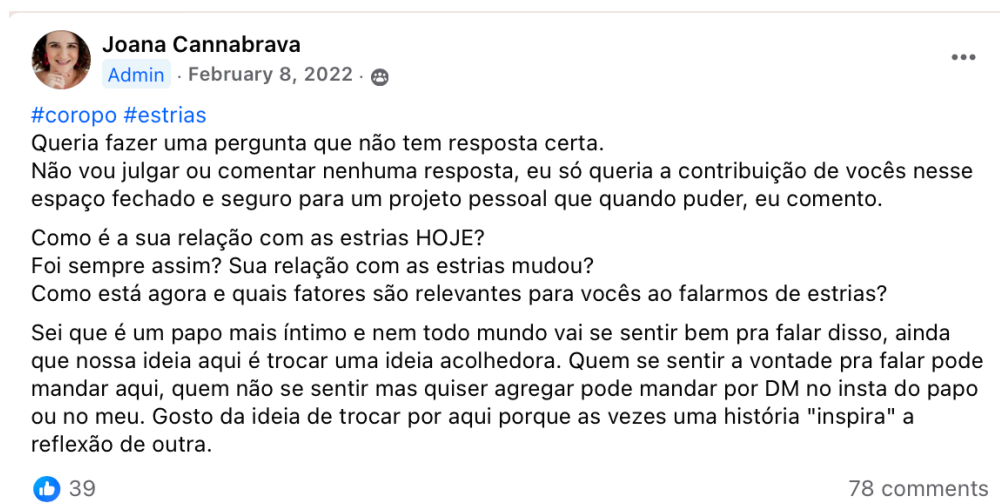 Joana Cannabrava
Admin · February 8, 2022 ·
#coropo #estrias
Queria fazer uma pergunta que não tem resposta certa.
Não vou julgar ou comentar nenhuma resposta, eu só queria a contribuição de vocês nesse
espaço fechado e seguro para um projeto pessoal que quando puder, eu comento.
Como é a sua relação com as estrias HOJE?
Foi sempre assim? Sua relação com as estrias mudou?
Como está agora e quais fatores são relevantes para vocês ao falarmos de estrias?
Sei que é um papo mais íntimo e nem todo mundo vai se sentir bem pra falar disso, ainda
que nossa ideia aqui é trocar uma ideia acolhedora. Quem se sentir a vontade pra falar pode
mandar aqui, quem não se sentir mas quiser agregar pode mandar por DM no insta do papo
ou no meu. Gosto da ideia de trocar por aqui porque as vezes uma história "inspira" a
reflexão de outra.
39
78 comments